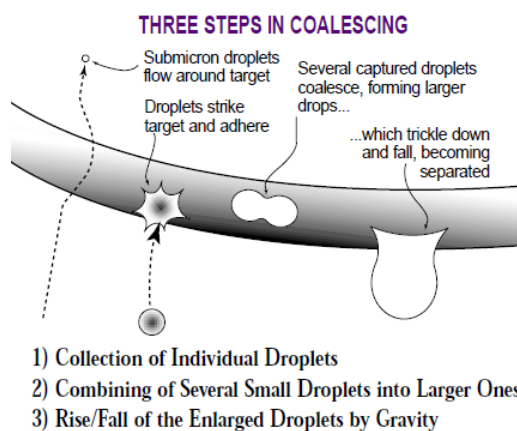 THREE STEPS IN COALESCING
Submicron droplets
flow around target
Droplets strike
target and adhere
Several captured droplets
coalesce, forming larger
drops...
...which trickle down
and fall, becoming
separated
1) Collection of Individual Droplets
2) Combining of Several Small Droplets into Larger Ones
3) Rise/Fall of the Enlarged Droplets by Gravity